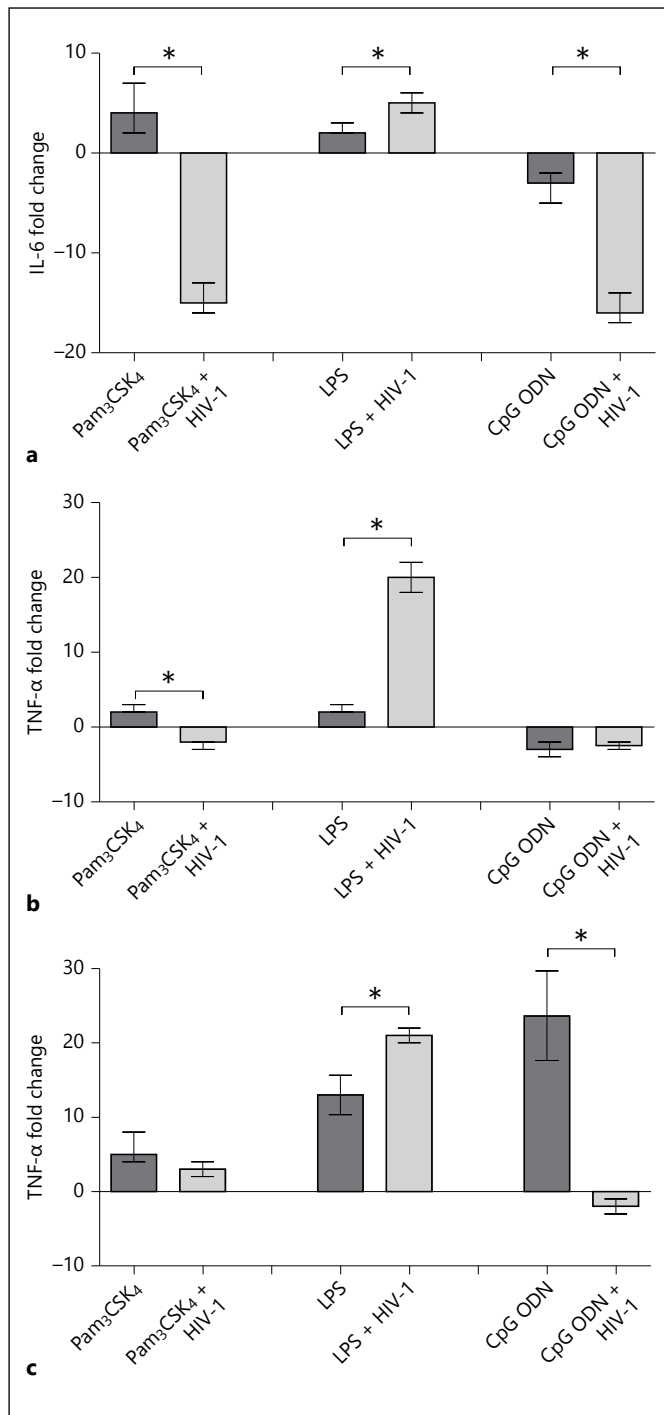 * * *
10
0
−10
−20
IL-6 fold change
Pam₃CSK₄
Pam₃CSK₄ +
HIV-1
LPS
LPS + HIV-1
CpG ODN
CpG ODN +
HIV-1
a
30
20
10
0
−10
TNF-α fold change
*
*
Pam₃CSK₄
Pam₃CSK₄ +
HIV-1
LPS
LPS + HIV-1
CpG ODN
CpG ODN +
HIV-1
b
30
20
10
0
−10
TNF-α fold change
*
*
Pam₃CSK₄
Pam₃CSK₄ +
HIV-1
LPS
LPS + HIV-1
CpG ODN
CpG ODN +
HIV-1
c